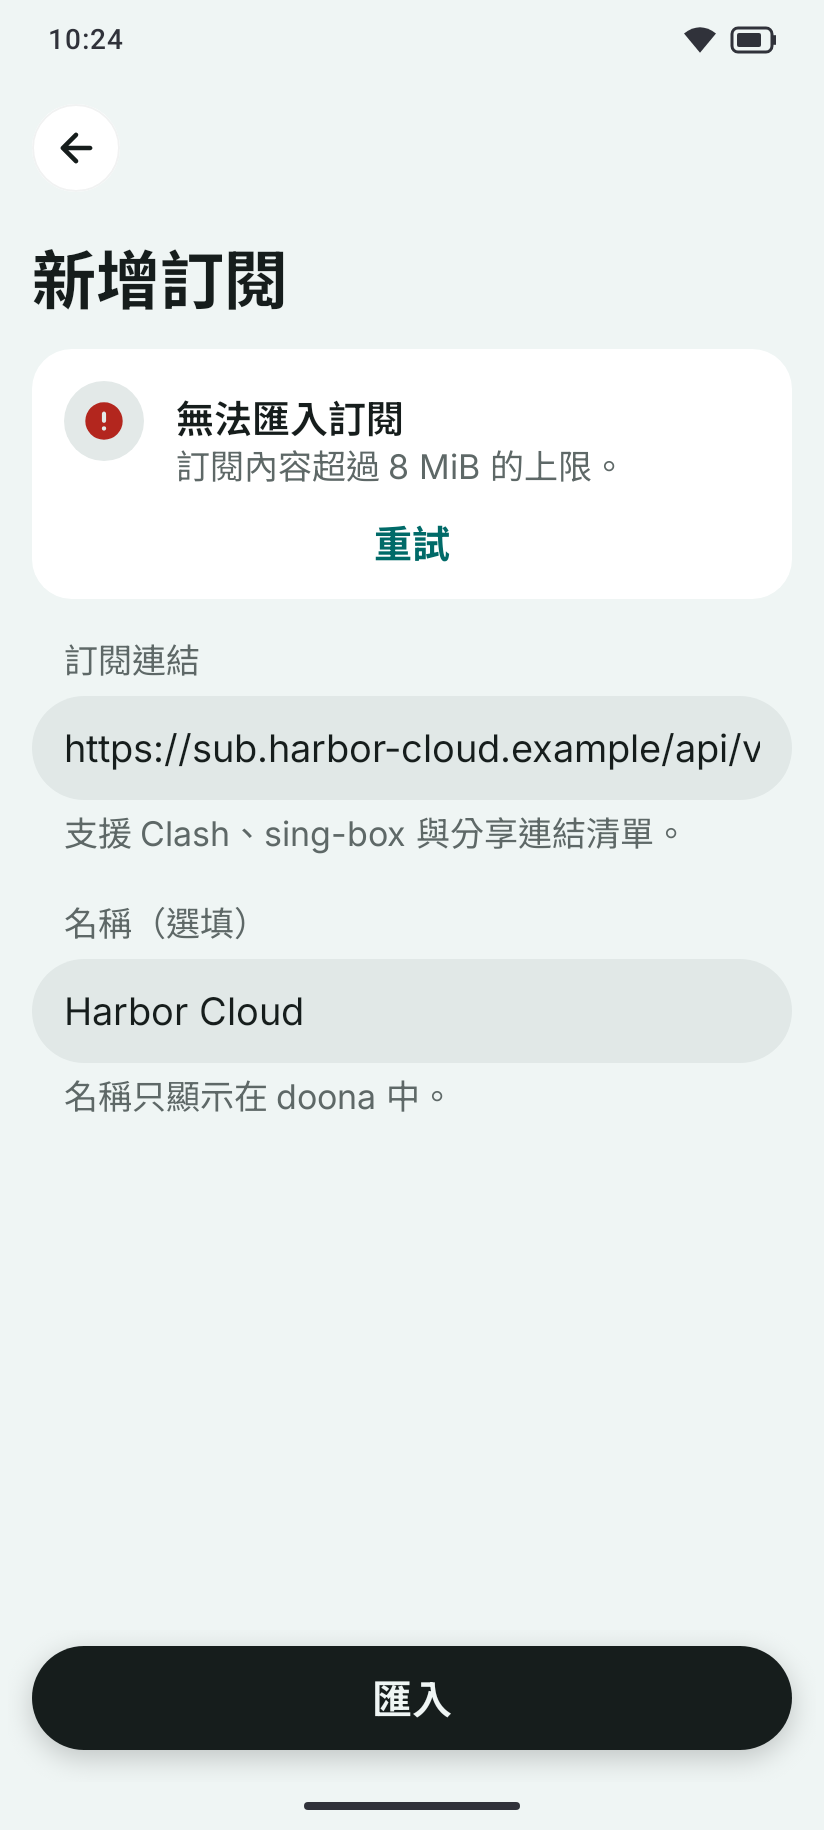 10:24
新增訂閱
無法匯入訂閱
訂閱內容超過 8 MiB 的上限。
重試
訂閱連結
https://sub.harbor-cloud.example/api/v
支援 Clash、sing-box 與分享連結清單。
名稱（選填）
Harbor Cloud
名稱只顯示在 doona 中。
匯入